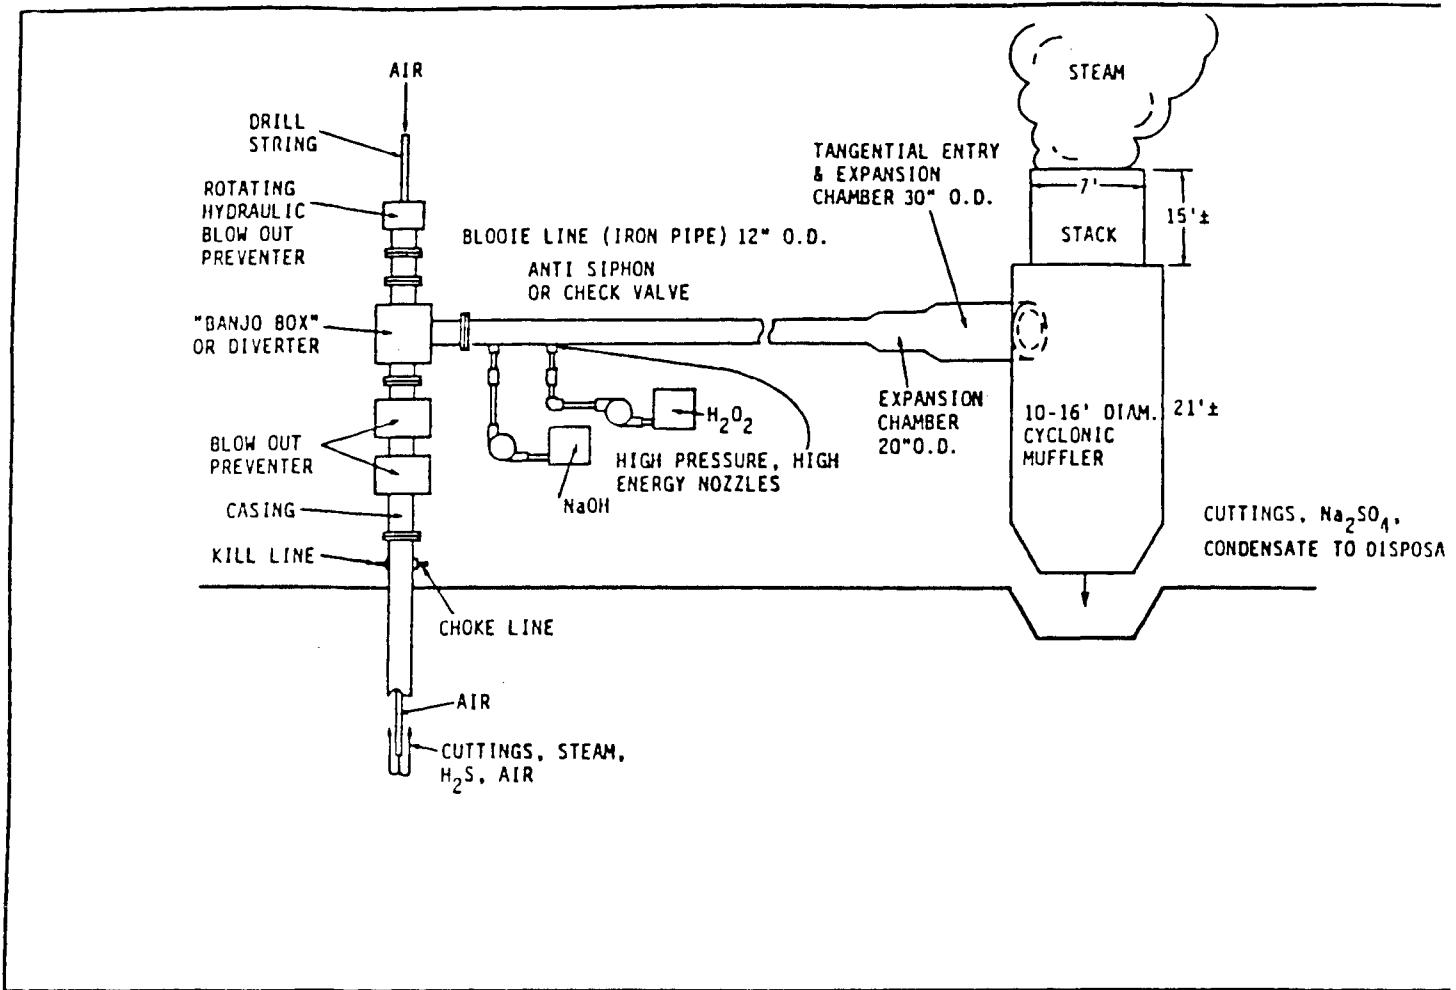 AIR
STEAM
DRILL
STRING
TANGENTIAL ENTRY
& EXPANSION
CHAMBER 30" O.D.
7'
15'±
STACK
ROTATING
HYDRAULIC
BLOW OUT
PREVENTER
BLOOIE LINE (IRON PIPE) 12" O.D.
ANTI SIPHON
OR CHECK VALVE
"BANJO BOX"
OR DIVERTER
EXPANSION
CHAMBER
20"O.D.
10-16' DIAM.
CYCLONIC
MUFFLER
21'±
H2O2
BLOW OUT
PREVENTER
HIGH PRESSURE, HIGH
ENERGY NOZZLES
NaOH
CASING
CUTTINGS, Na2SO4,
CONDENSATE TO DISPOSA
KILL LINE
CHOKE LINE
AIR
CUTTINGS, STEAM,
H2S, AIR